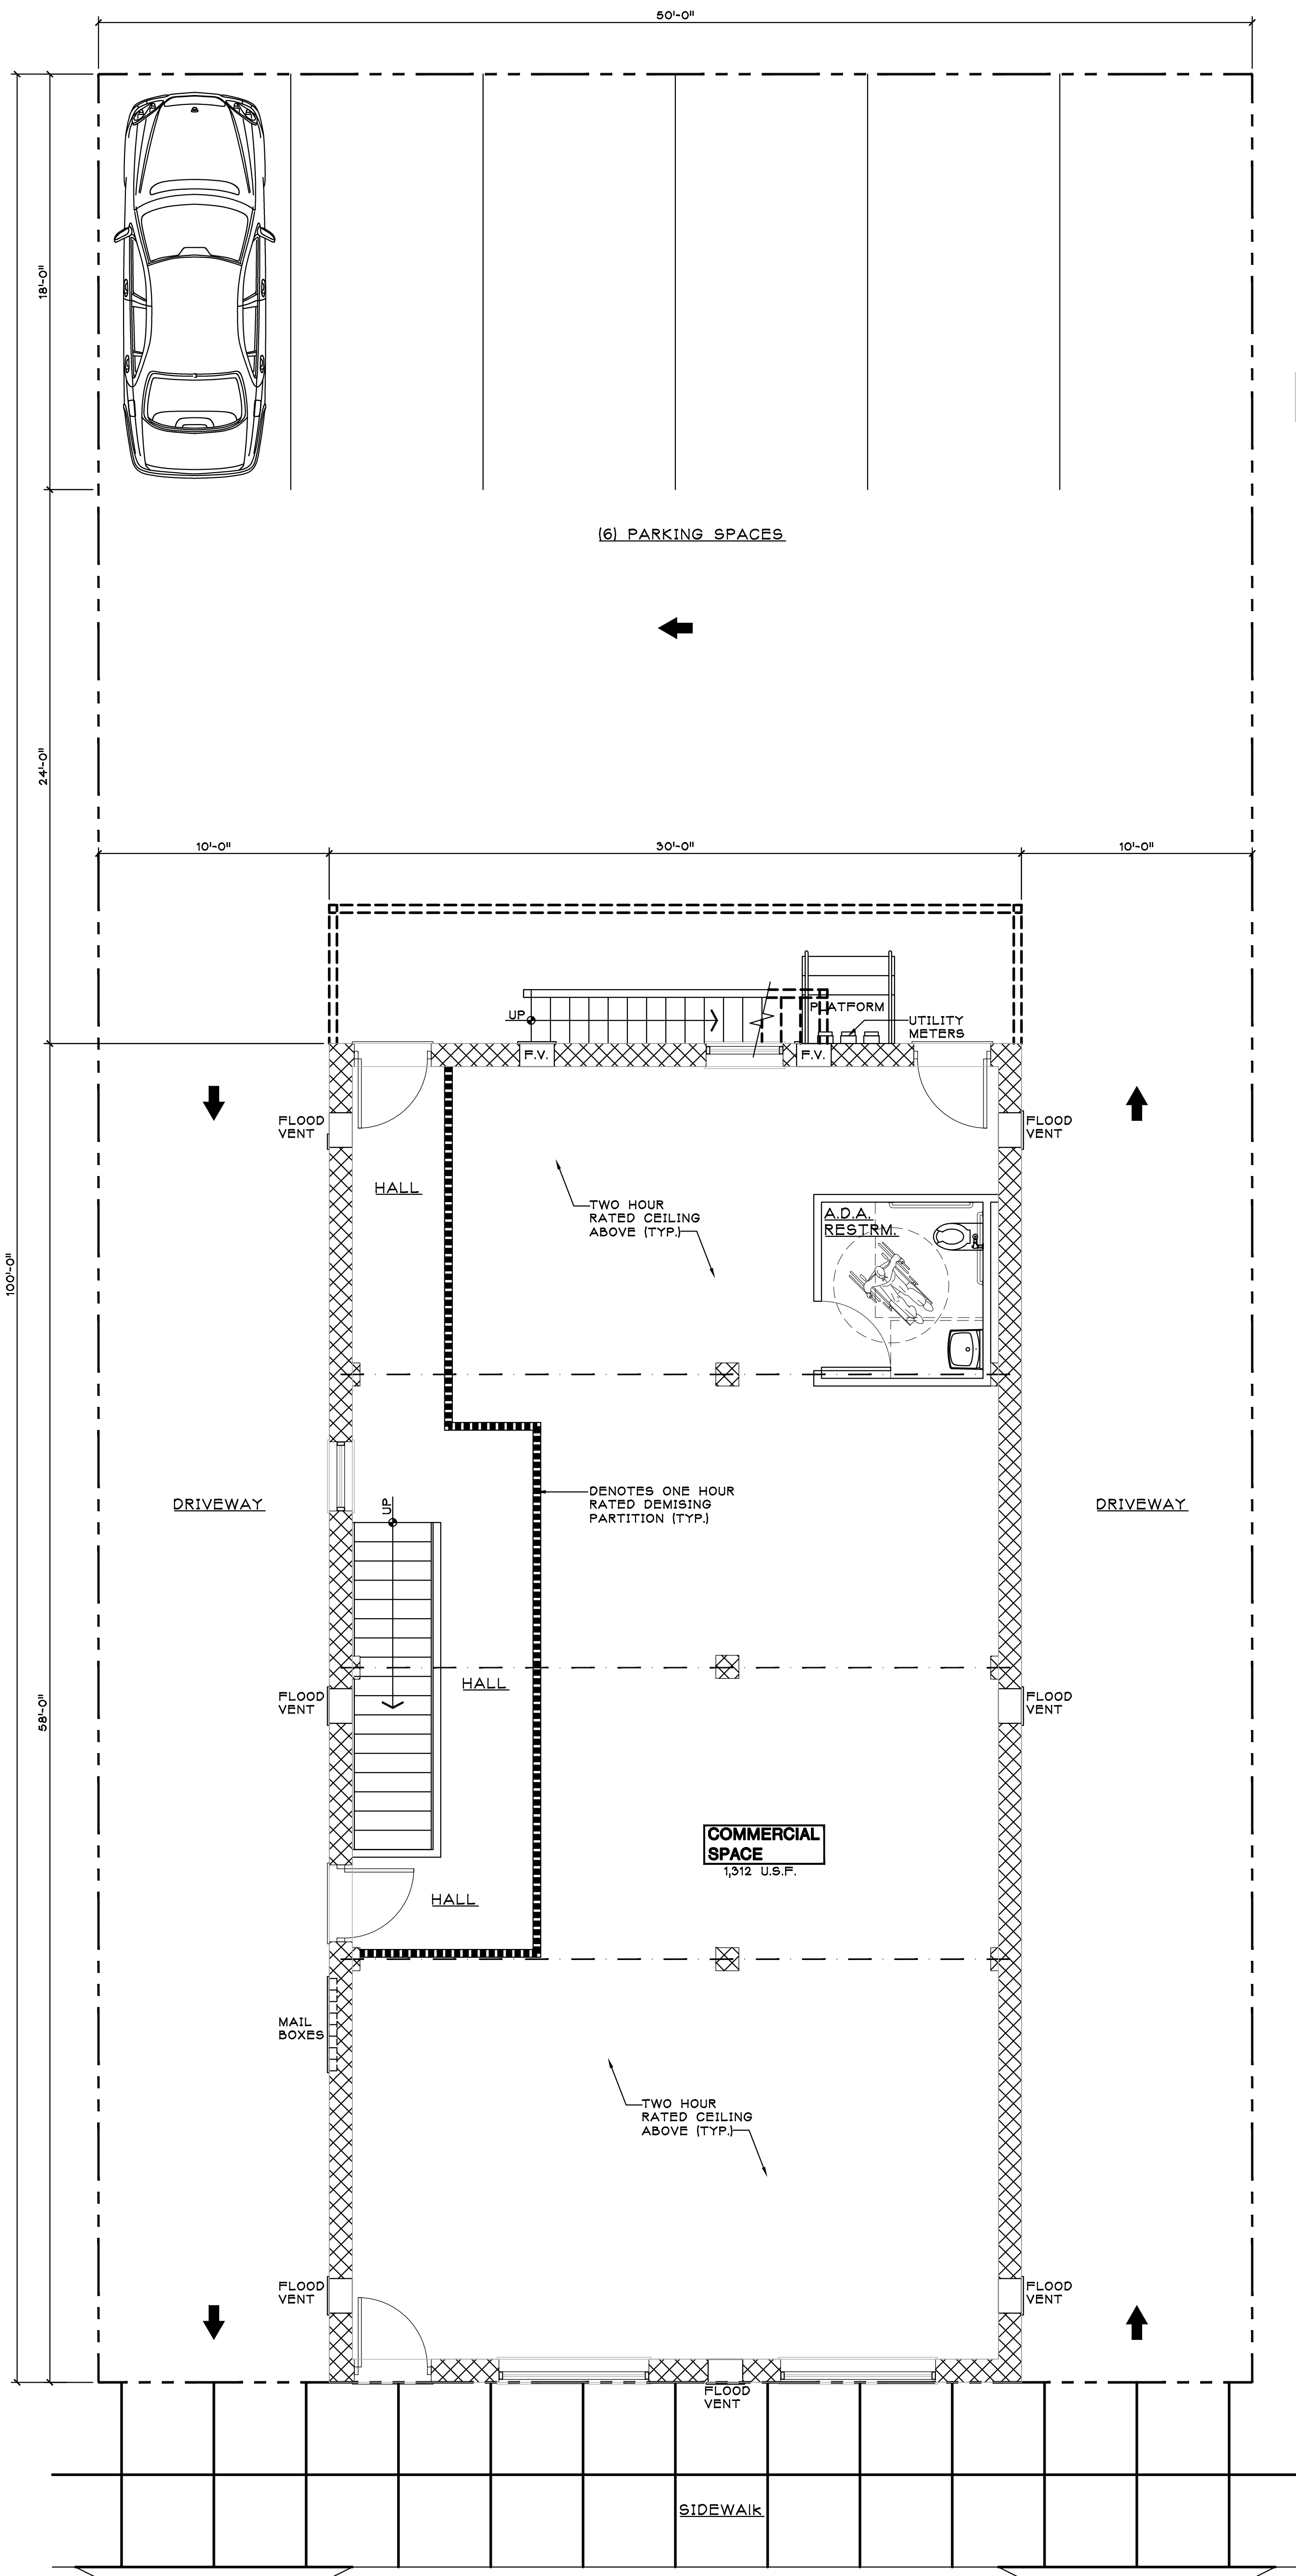 50'-0"
18'-0"
(6) PARKING SPACES
24'-0"
10'-0"
30'-0"
10'-0"
PLATFORM
UP
UTILITY
METERS
F.V.
F.V.
FLOOD
VENT
FLOOD
VENT
HALL
TWO HOUR
RATED CEILING
ABOVE (TYP.)
A.D.A.
RESTRM.
100'-0"
DRIVEWAY
UP
DENOTES ONE HOUR
RATED DEMISING
PARTITION (TYP.)
DRIVEWAY
HALL
FLOOD
VENT
FLOOD
VENT
58'-0"
COMMERCIAL
SPACE
1,312 U.S.F.
HALL
MAIL
BOXES
TWO HOUR
RATED CEILING
ABOVE (TYP.)
FLOOD
VENT
FLOOD
VENT
FLOOD
VENT
SIDEWAlk